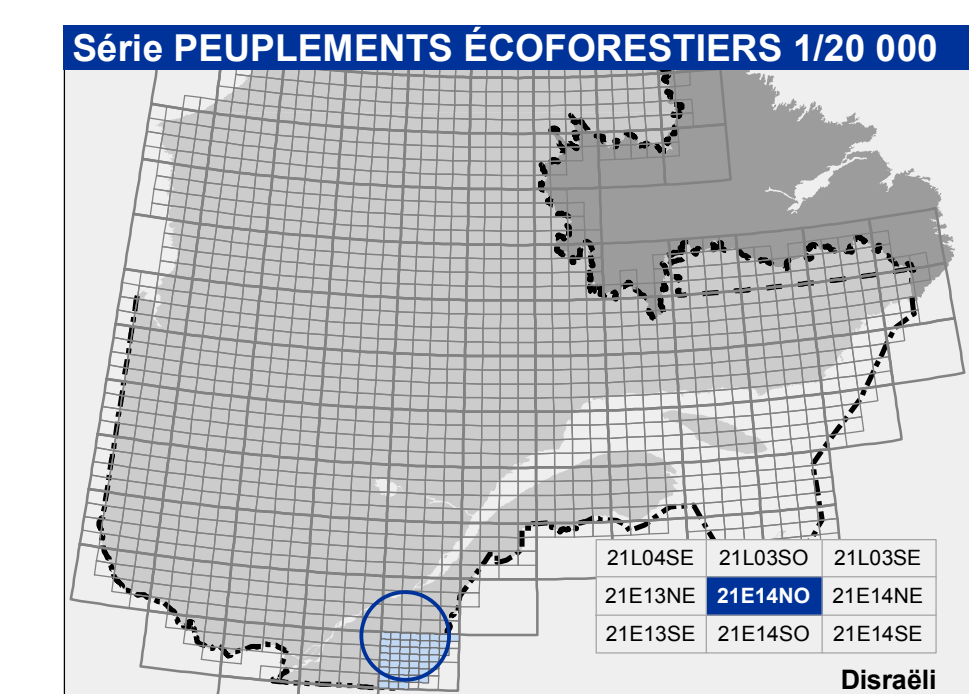 Série PEUPLEMENTS ÉCOFORESTIERS 1/20 000
21L04SE 21L03SO 21L03SE
21E13NE 21E14NO 21E14NE
21E13SE 21E14SO 21E14SE
Disraëli